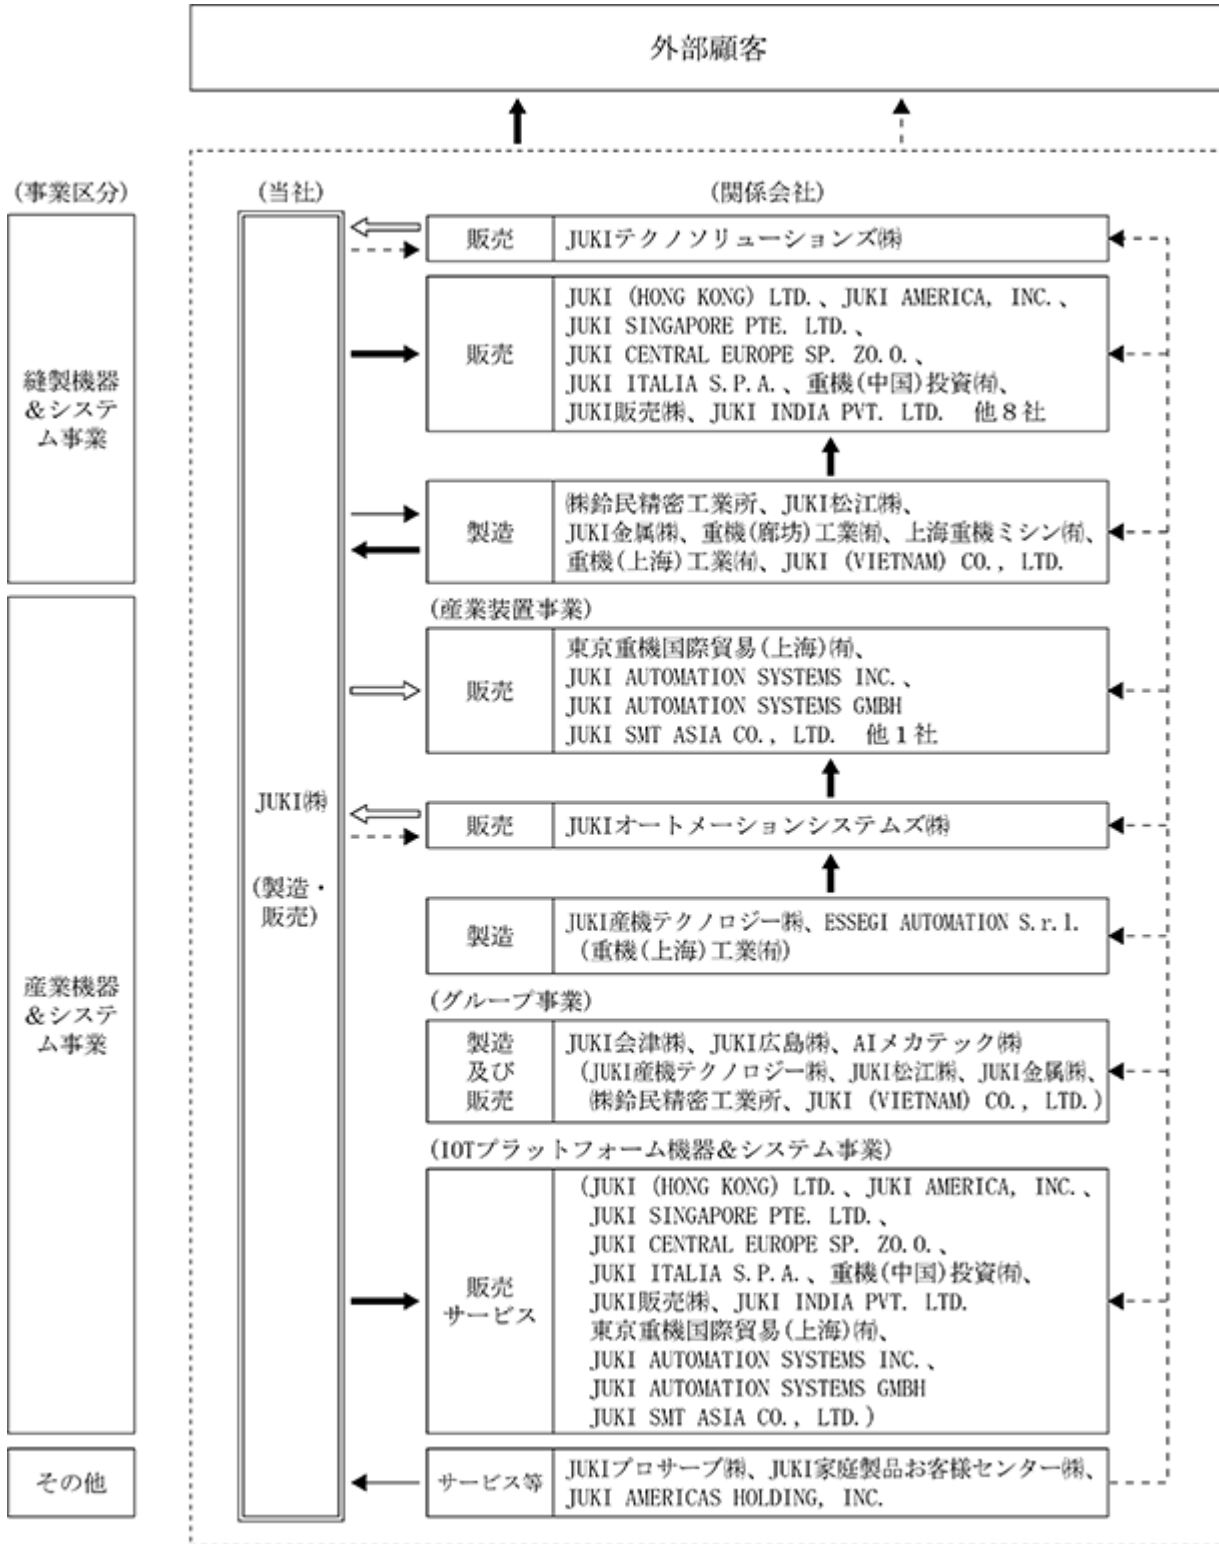 外部顧客
(事業区分)
(当社)
(関係会社)
縫製機器
&システ
ム事業
産業機器
&システ
ム事業
その他
JUKI㈱
(製造・
販売)
販売
JUKIテクノソリューションズ㈱
販売
JUKI (HONG KONG) LTD.、JUKI AMERICA, INC.、
JUKI SINGAPORE PTE. LTD.、
JUKI CENTRAL EUROPE SP. ZO.O.、
JUKI ITALIA S.P.A.、重機(中国)投資㈲、
JUKI販売㈱、JUKI INDIA PVT. LTD. 他8社
製造
㈱鈴民精密工業所、JUKI松江㈱、
JUKI金属㈱、重機(廊坊)工業㈲、上海重機ミシン㈲、
重機(上海)工業㈲、JUKI (VIETNAM) CO., LTD.
(産業装置事業)
販売
東京重機国際貿易(上海)㈲、
JUKI AUTOMATION SYSTEMS INC.、
JUKI AUTOMATION SYSTEMS GMBH
JUKI SMT ASIA CO., LTD. 他1社
販売
JUKIオートメーションシステムズ㈱
製造
JUKI産機テクノロジー㈱、ESSEGI AUTOMATION S.r.l.
(重機(上海)工業㈲)
(グループ事業)
製造
及び
販売
JUKI会津㈱、JUKI広島㈱、AIメカテック㈱
(JUKI産機テクノロジー㈱、JUKI松江㈱、JUKI金属㈱、
㈱鈴民精密工業所、JUKI (VIETNAM) CO., LTD.)
(IOTプラットフォーム機器&システム事業)
販売
サービス
(JUKI (HONG KONG) LTD.、JUKI AMERICA, INC.、
JUKI SINGAPORE PTE. LTD.、
JUKI CENTRAL EUROPE SP. ZO.O.、
JUKI ITALIA S.P.A.、重機(中国)投資㈲、
JUKI販売㈱、JUKI INDIA PVT. LTD.
東京重機国際貿易(上海)㈲、
JUKI AUTOMATION SYSTEMS INC.、
JUKI AUTOMATION SYSTEMS GMBH
JUKI SMT ASIA CO., LTD.)
サービス等
JUKIプロサーブ㈱、JUKI家庭製品お客様センター㈱、
JUKI AMERICAS HOLDING, INC.